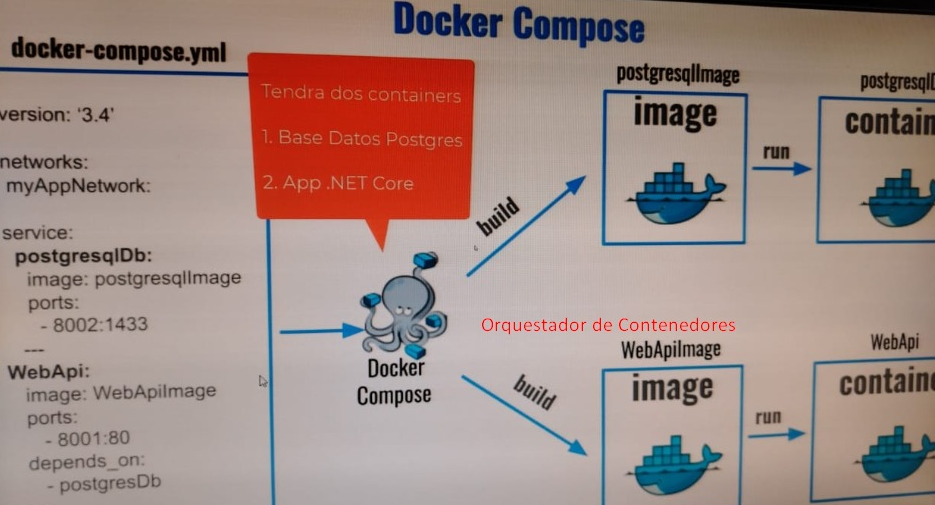 Docker Compose
docker-compose.yml
version: ‘3.4’
networks:
myAppNetwork:
service:
postgresqlDb:
image: postgresqlImage
ports:
- 8002:1433
---
WebApi:
image: WebApiImage
ports:
- 8001:80
depends_on:
- postgresDb
Tendra dos containers
1. Base Datos Postgres
2. App .NET Core
Docker
Compose
build
build
Orquestador de Contenedores
postgresqlImage
image
run
postgresqlD
contain
WebApiImage
image
run
WebApi
containe